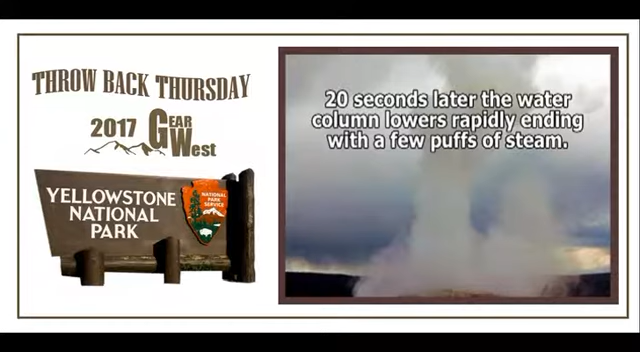 THROW BACK THURSDAY
2017 GEAR WEST
YELLOWSTONE
NATIONAL
PARK
NATIONAL
PARK
SERVICE
20 seconds later the water
column lowers rapidly ending
with a few puffs of steam.